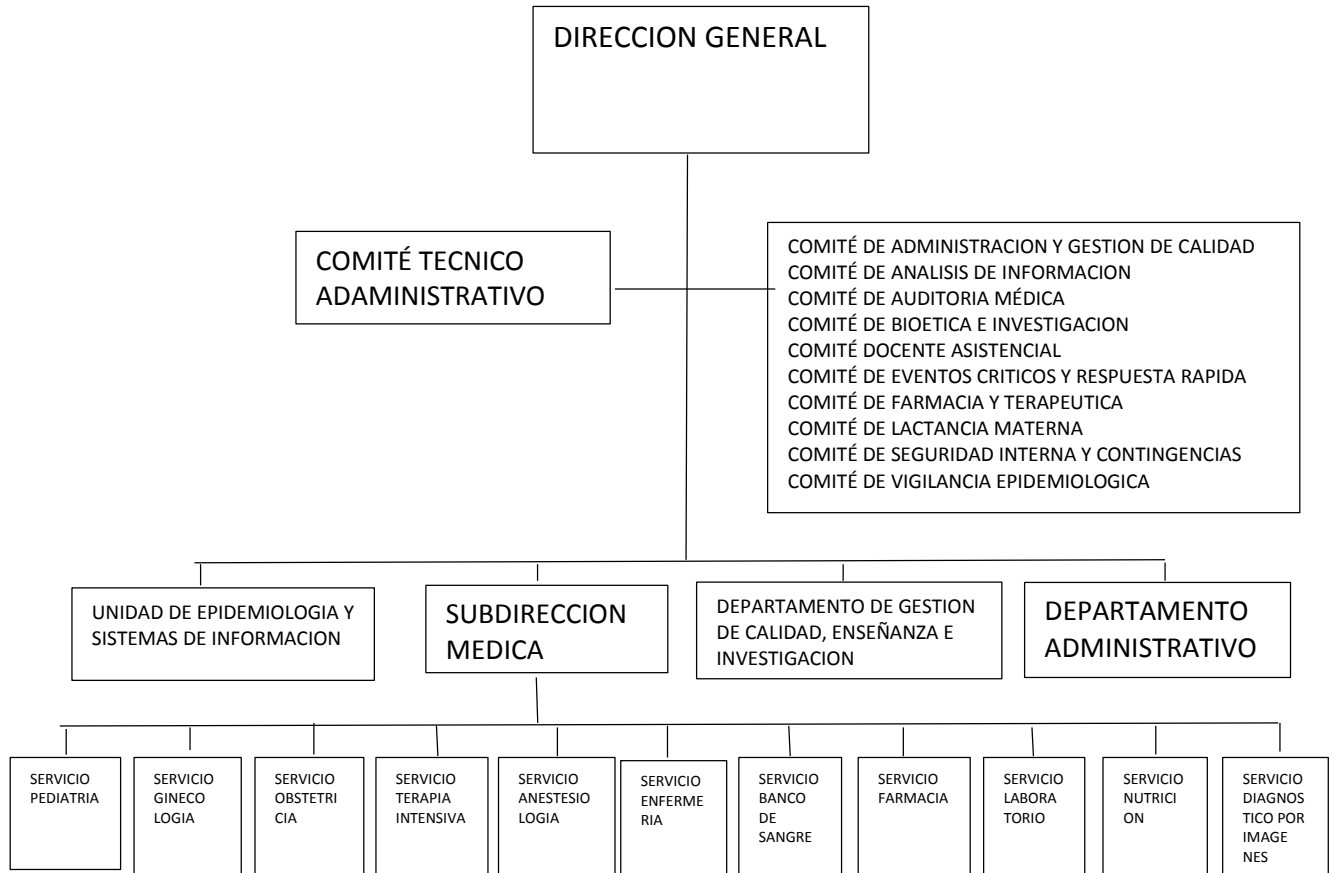 DIRECCION GENERAL
COMITÉ TECNICO
ADAMINISTRATIVO
COMITÉ DE ADMINISTRACION Y GESTION DE CALIDAD
COMITÉ DE ANALISIS DE INFORMACION
COMITÉ DE AUDITORIA MÉDICA
COMITÉ DE BIOETICA E INVESTIGACION
COMITÉ DOCENTE ASISTENCIAL
COMITÉ DE EVENTOS CRITICOS Y RESPUESTA RAPIDA
COMITÉ DE FARMACIA Y TERAPEUTICA
COMITÉ DE LACTANCIA MATERNA
COMITÉ DE SEGURIDAD INTERNA Y CONTINGENCIAS
COMITÉ DE VIGILANCIA EPIDEMIOLOGICA
UNIDAD DE EPIDEMIOLOGIA Y
SISTEMAS DE INFORMACION
SUBDIRECCION
MEDICA
DEPARTAMENTO DE GESTION
DE CALIDAD, ENSEÑANZA E
INVESTIGACION
DEPARTAMENTO
ADMINISTRATIVO
SERVICIO
PEDIATRIA
SERVICIO
GINECO
LOGIA
SERVICIO
OBSTETRI
CIA
SERVICIO
TERAPIA
INTENSIVA
SERVICIO
ANESTESIO
LOGIA
SERVICIO
ENFERME
RIA
SERVICIO
BANCO
DE
SANGRE
SERVICIO
FARMACIA
SERVICIO
LABORA
TORIO
SERVICIO
NUTRICI
ON
SERVICIO
DIAGNOS
TICO POR
IMAGE
NES